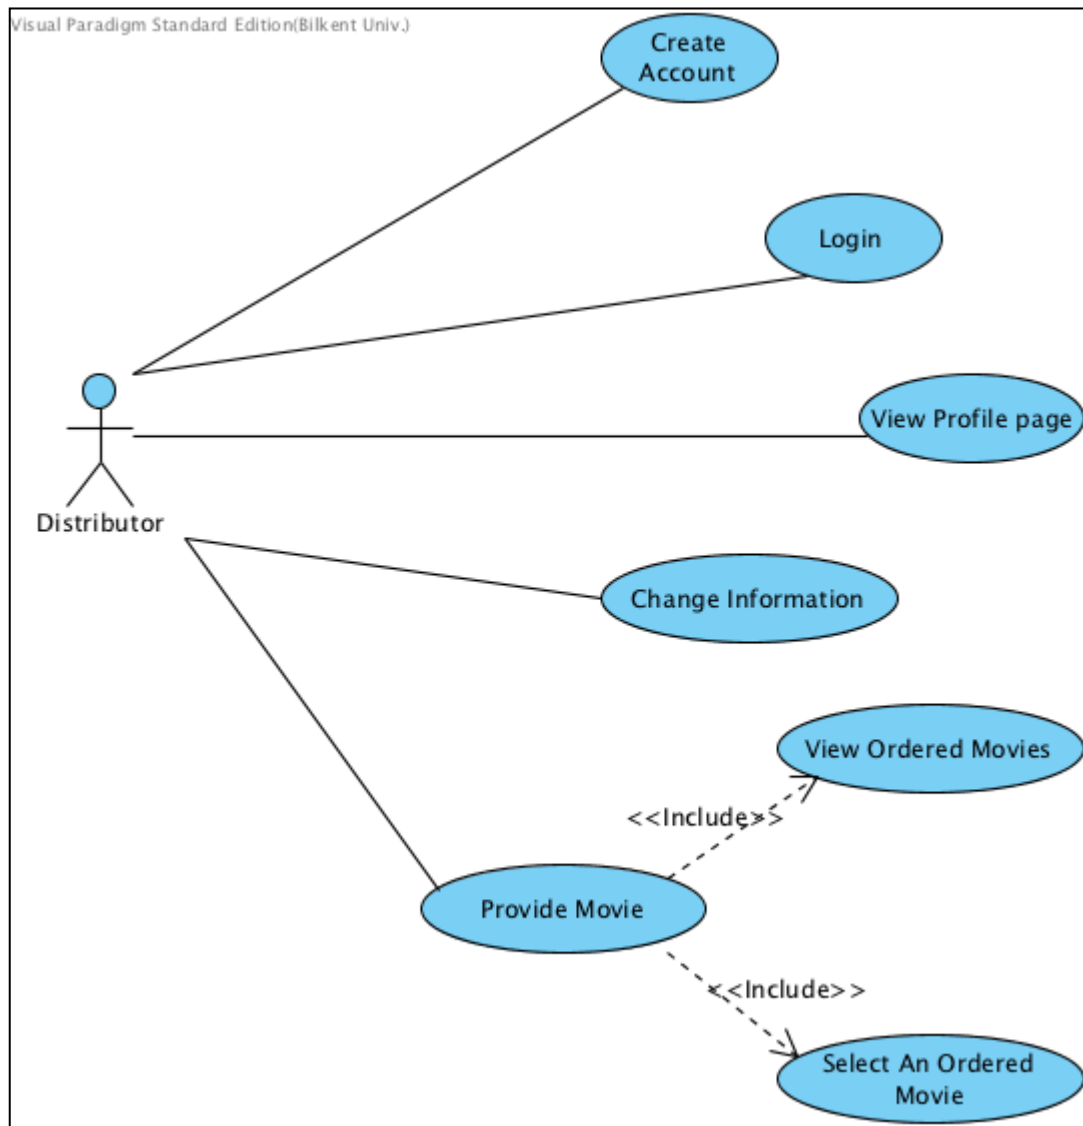 Visual Paradigm Standard Edition(Bilkent Univ.)
Create
Account
Login
View Profile page
Distributor
Change Information
View Ordered Movies
<<Include>>
Provide Movie
<<Include>>
Select An Ordered
Movie